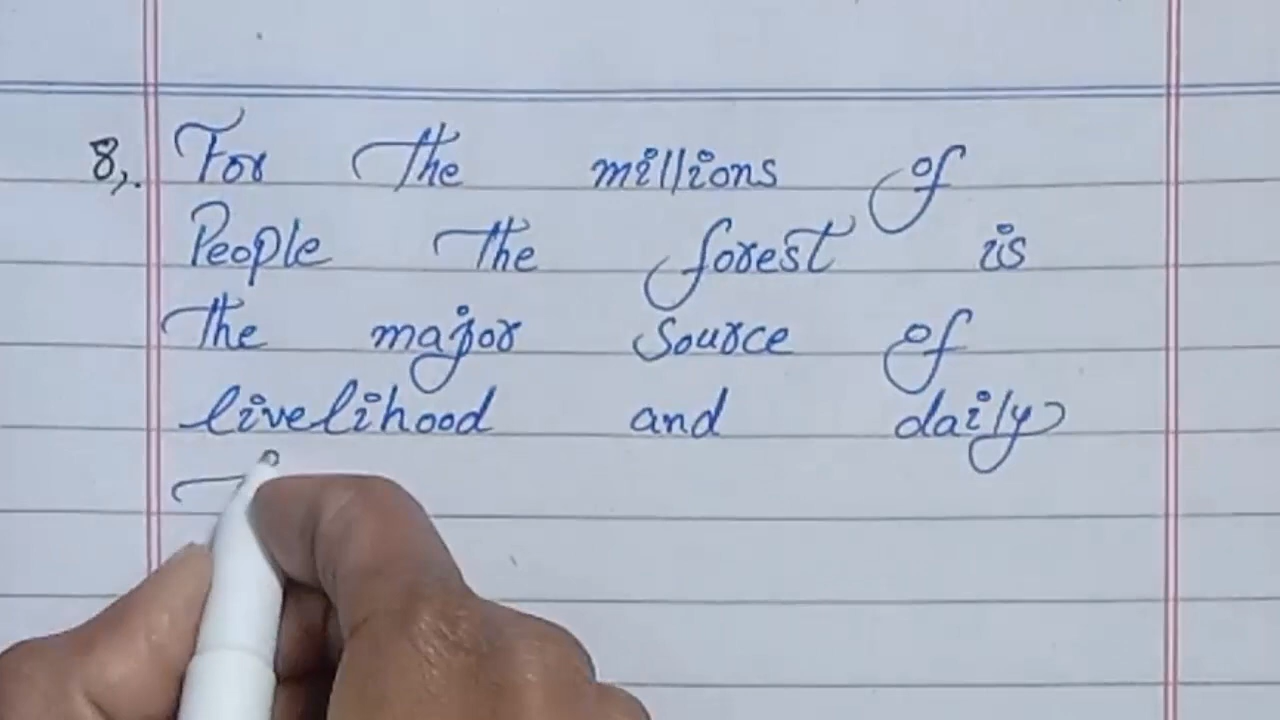 8,. For the millions of
People the forest is
the major source of
livelihood and daily